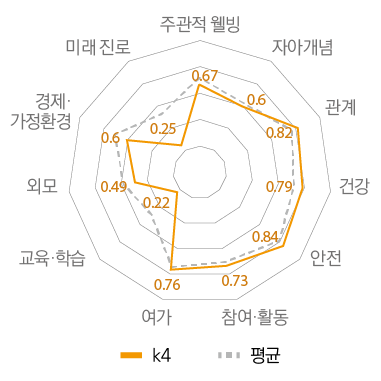 주관적 웰빙
미래 진로
자아개념
0.67
0.6
경제·
가정환경
관계
0.25
0.82
0.6
외모
0.49
0.79
건강
0.22
0.84
교육·학습
안전
0.76
0.73
여가
참여·활동
k4
평균